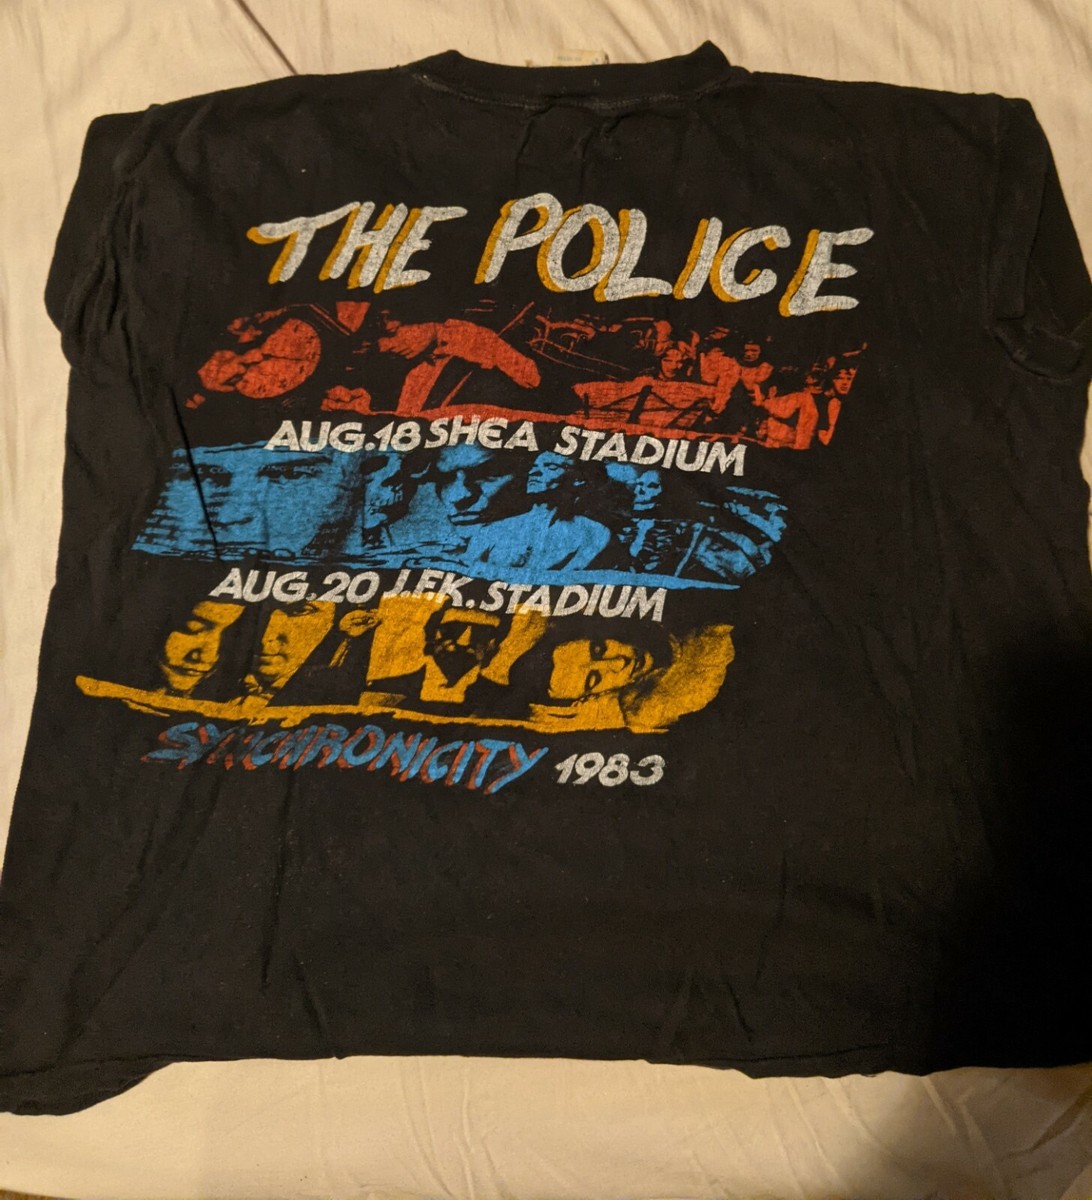 THE POLICE
AUG.18 SHEA STADIUM
AUG.20 J.F.K. STADIUM
SYNCHRONICITY 1983